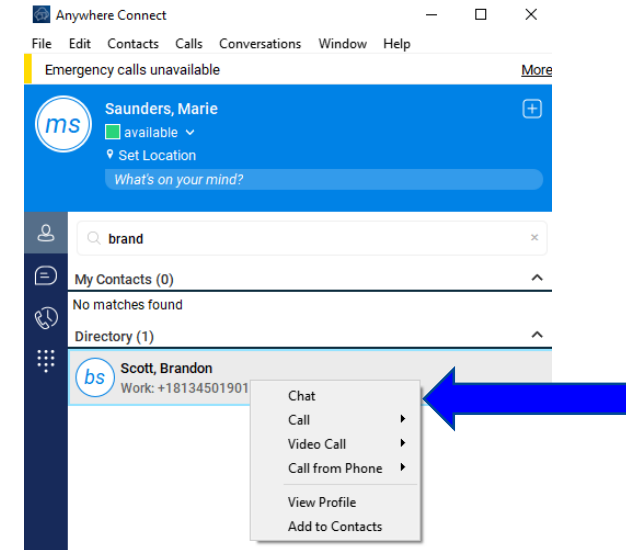 Anywhere Connect
File Edit Contacts Calls Conversations Window Help
Emergency calls unavailable More
ms
Saunders, Marie
available
Set Location
What's on your mind?
brand
My Contacts (0)
No matches found
Directory (1)
bs
Scott, Brandon
Work: +18134501901
Chat
Call
Video Call
Call from Phone
View Profile
Add to Contacts